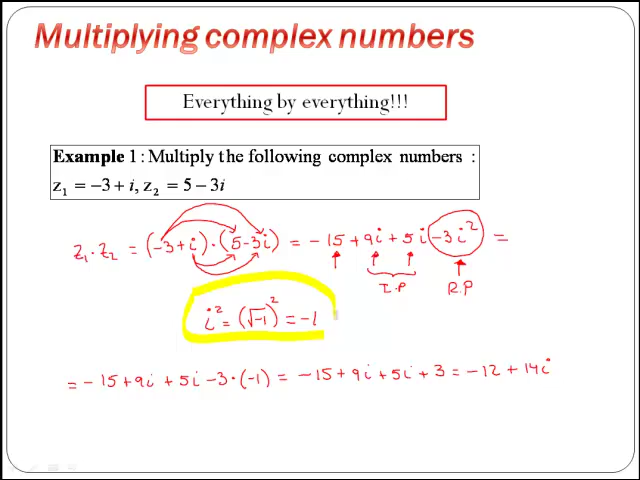 Multiplying complex numbers
Everything by everything!!!
Example 1 : Multiply the following complex numbers :
z₁ = −3 + i, z₂ = 5 − 3i
z₁ · z₂ = (−3 + i) · (5 − 3i) = − 15 + 9i + 5i − 3i² =
I.P R.P
i² = (√−1)² = −1
= − 15 + 9i + 5i − 3 · (−1) = − 15 + 9i + 5i + 3 = − 12 + 14i